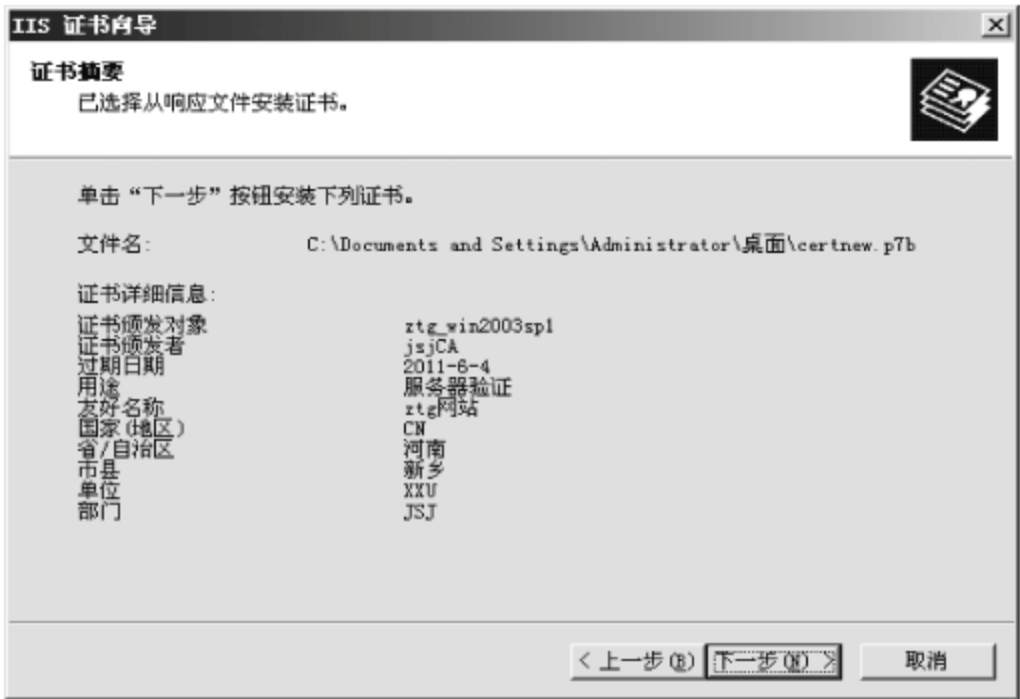 IIS 证书向导
证书摘要
已选择从响应文件安装证书。
单击“下一步”按钮安装下列证书。
文件名: C:\Documents and Settings\Administrator\桌面\certnew.p7b
证书详细信息:
证书颁发对象 ztg_win2003sp1
证书颁发者 jsjCA
过期日期 2011-6-4
用途 服务器验证
友好名称 ztg网站
国家(地区) CN
省/自治区 河南
市县 新乡
单位 XXU
部门 JSJ
< 上一步(B) 下一步(N) > 取消